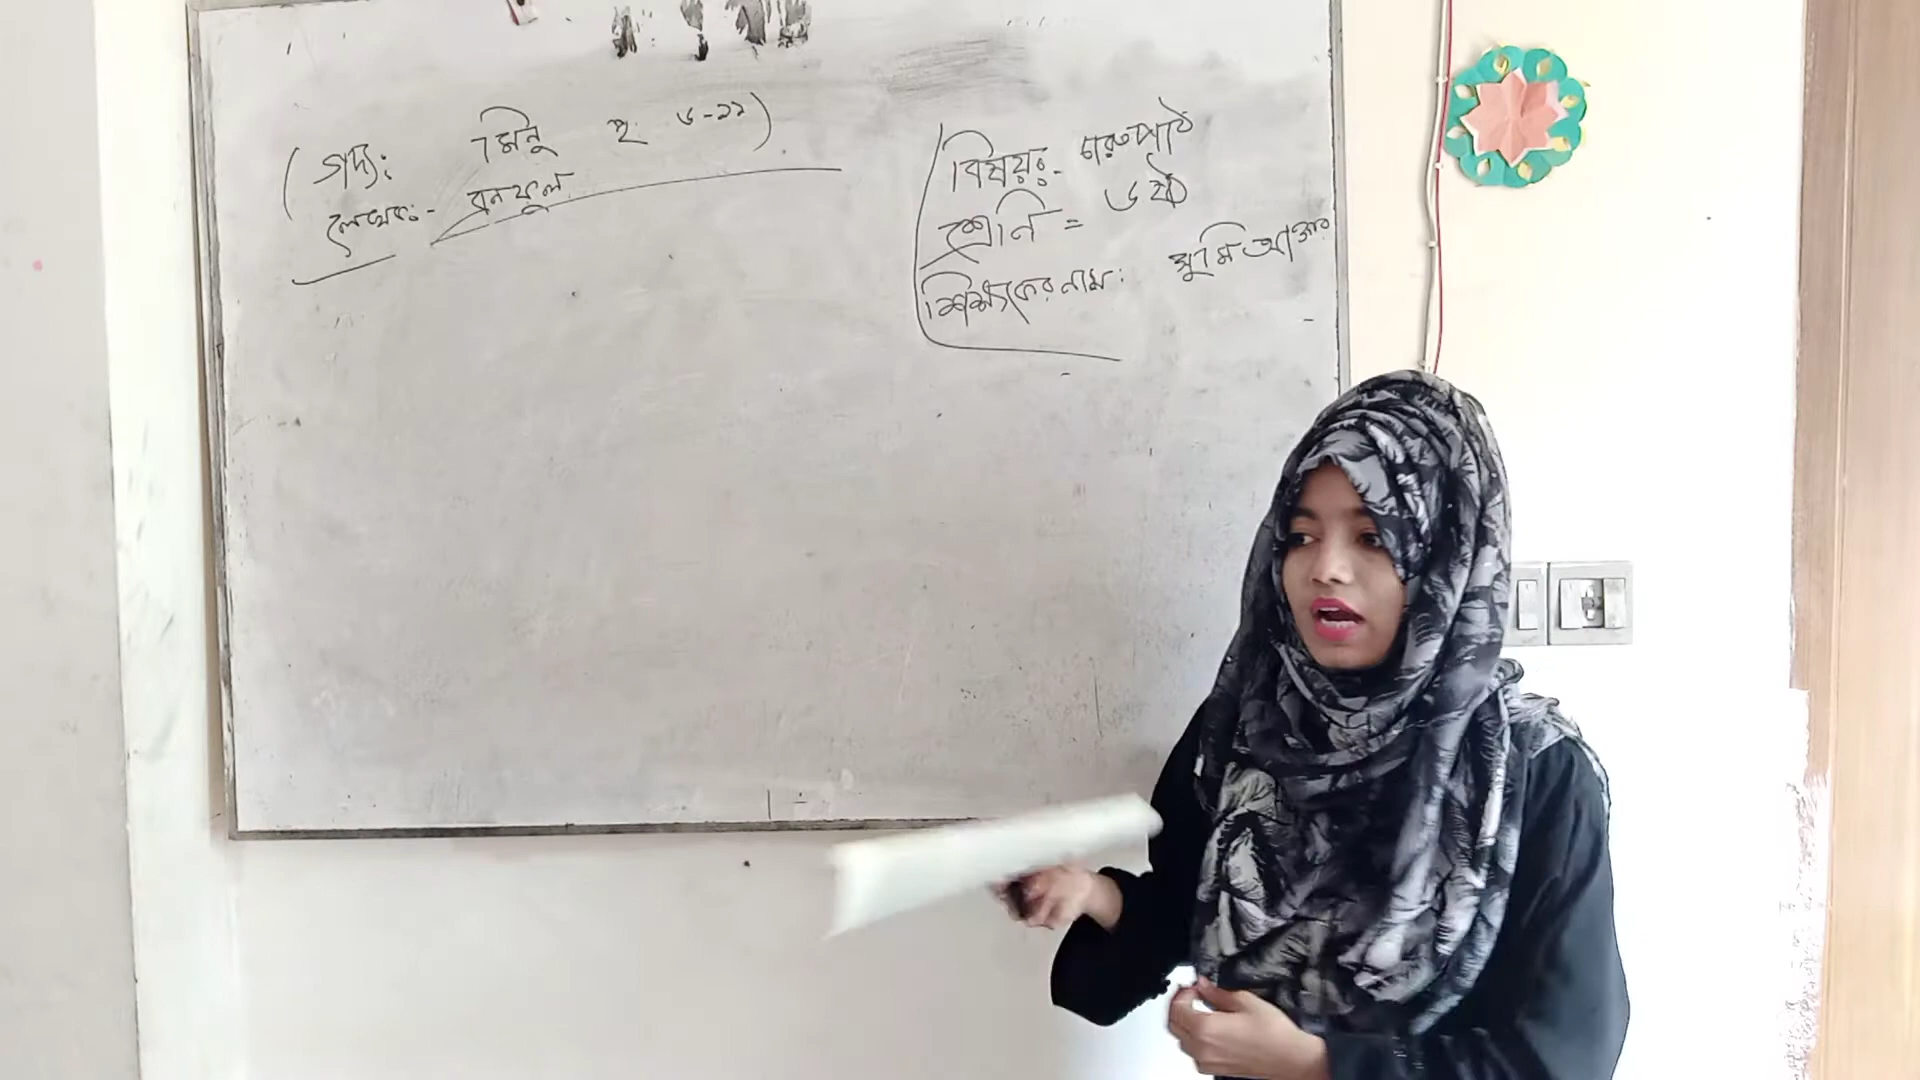 গদ্য: মিনু পৃ: ৬-১১
লেখক:- বনফুল
বিষয়:- চারুপাঠ
শ্রেনি = ৬ষ্ঠ
শিক্ষকের নাম: সুমি আক্তার